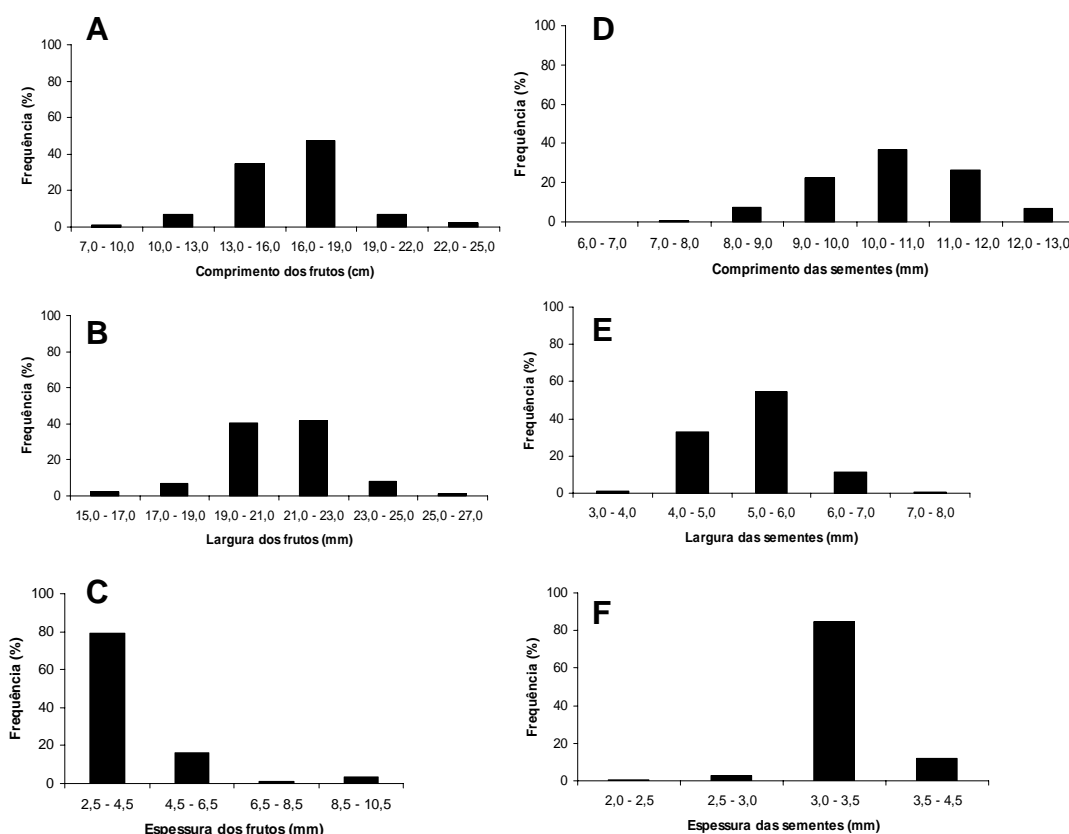 A
Frequência (%)
100
80
60
40
20
0
7,0 - 10,0 10,0 - 13,0 13,0 - 16,0 16,0 - 19,0 19,0 - 22,0 22,0 - 25,0
Comprimento dos frutos (cm)
B
Frequência (%)
100
80
60
40
20
0
15,0 - 17,0 17,0 - 19,0 19,0 - 21,0 21,0 - 23,0 23,0 - 25,0 25,0 - 27,0
Largura dos frutos (mm)
C
Frequência (%)
100
80
60
40
20
0
2,5 - 4,5 4,5 - 6,5 6,5 - 8,5 8,5 - 10,5
Espessura dos frutos (mm)
D
Frequência (%)
100
80
60
40
20
0
6,0 - 7,0 7,0 - 8,0 8,0 - 9,0 9,0 - 10,0 10,0 - 11,0 11,0 - 12,0 12,0 - 13,0
Comprimento das sementes (mm)
E
Frequência (%)
100
80
60
40
20
0
3,0 - 4,0 4,0 - 5,0 5,0 - 6,0 6,0 - 7,0 7,0 - 8,0
Largura das sementes (mm)
F
Frequência (%)
100
80
60
40
20
0
2,0 - 2,5 2,5 - 3,0 3,0 - 3,5 3,5 - 4,5
Espessura das sementes (mm)